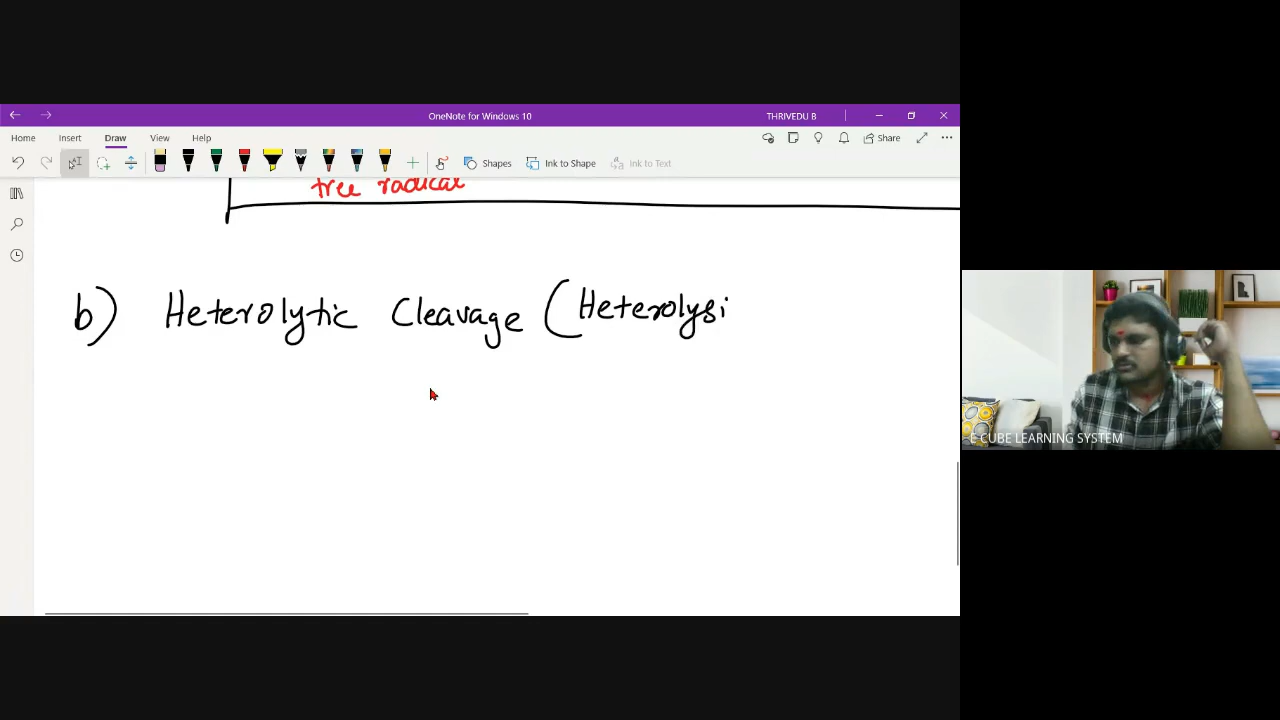 OneNote for Windows 10
THRIVEDU B
Home Insert Draw View Help
Share
Shapes Ink to Shape Ink to Text
free radical
b) Heterolytic Cleavage (Heterolysi
E CUBE LEARNING SYSTEM